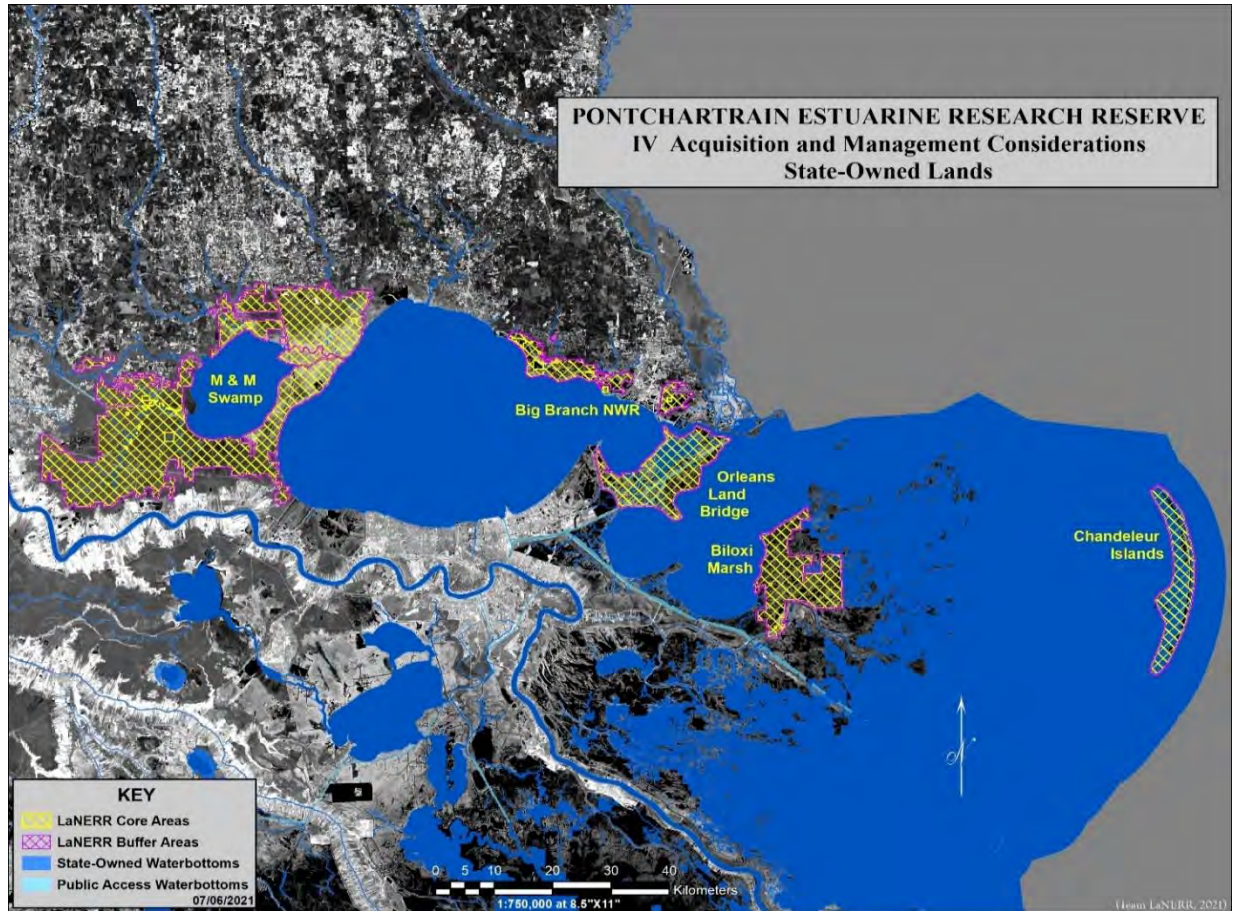 PONTCHARTRAIN ESTUARINE RESEARCH RESERVE
IV Acquisition and Management Considerations
State-Owned Lands
M & M
Swamp
Big Branch NWR
Orleans
Land
Bridge
Biloxi
Marsh
Chandeleur
Islands
N
KEY
LaNERR Core Areas
LaNERR Buffer Areas
State-Owned Waterbottoms
Public Access Waterbottoms
07/06/2021
0 5 10 20 30 40
Kilometers
1:750,000 at 8.5"X11"
(Team LaNERR, 2021)